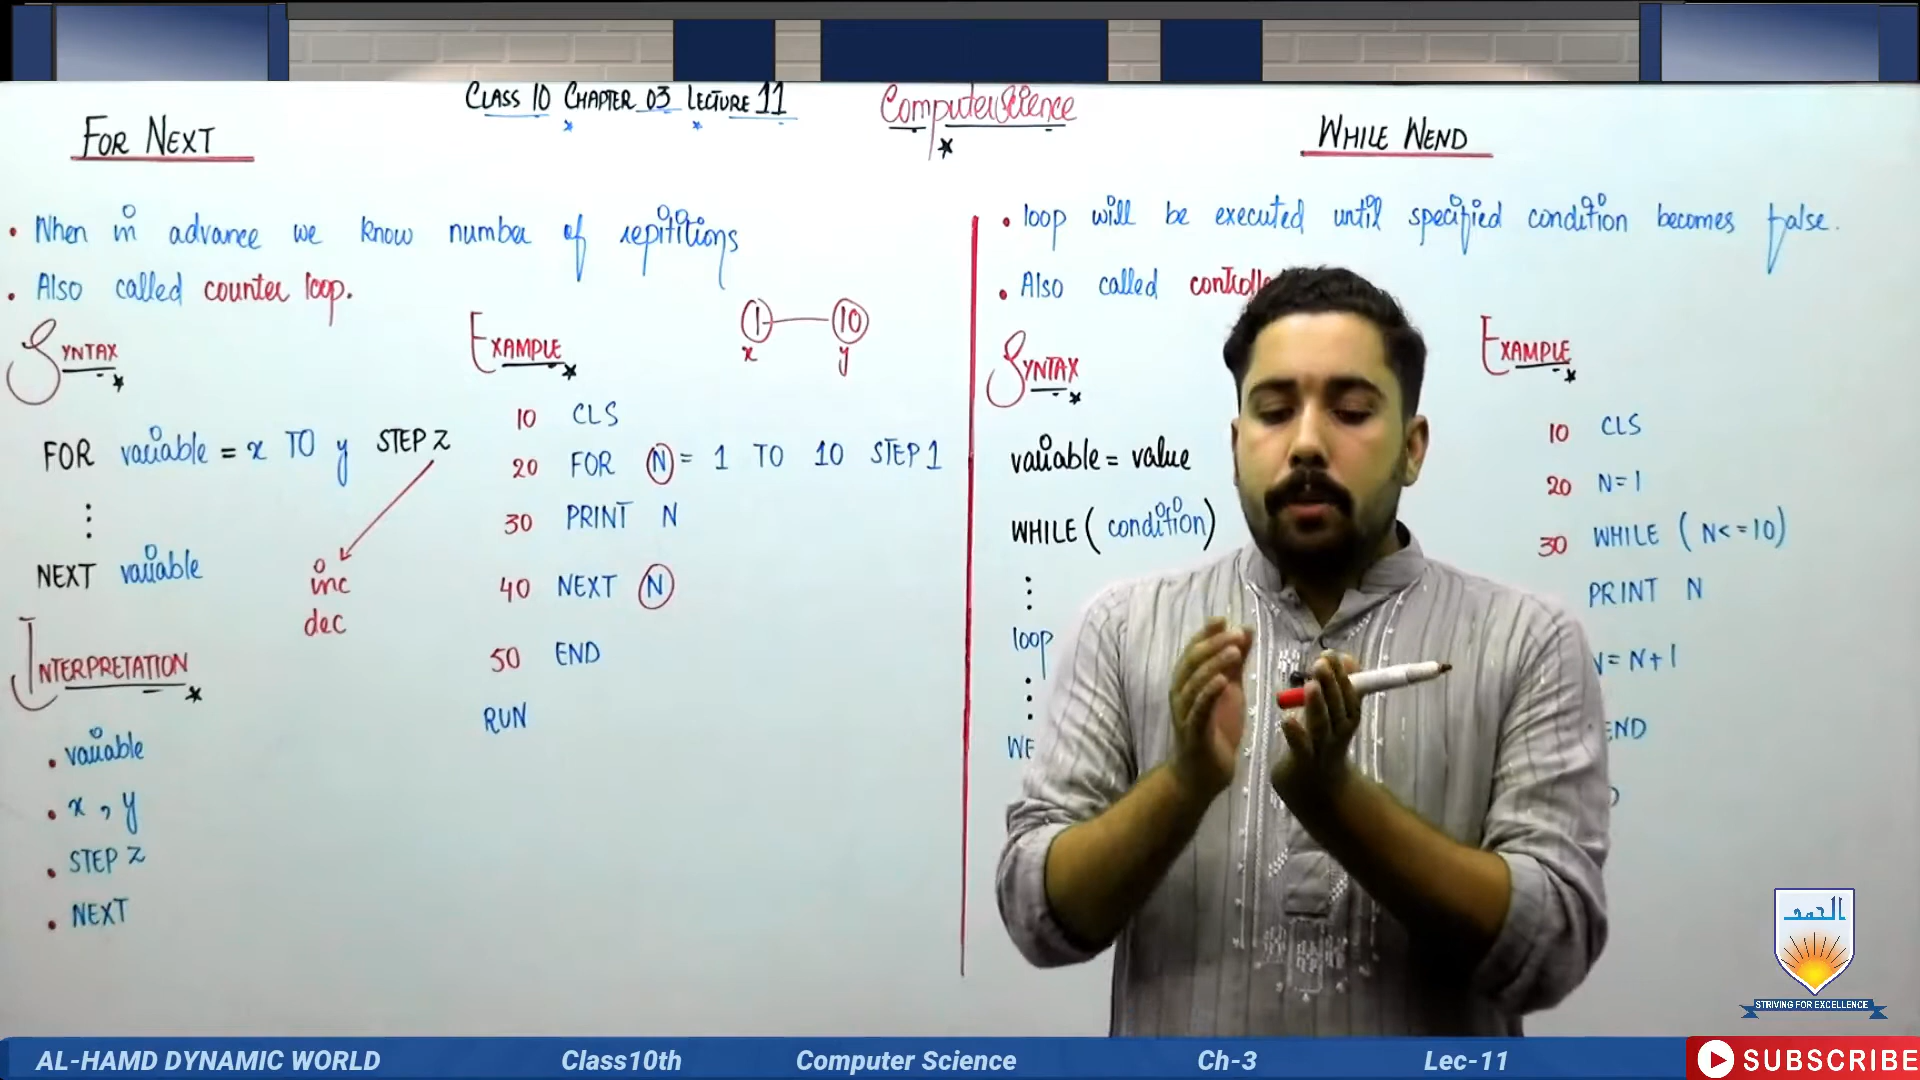 CLASS 10 CHAPTER 03 LECTURE 11
Computer Science
FOR NEXT
• When in advance we know number of repititions
• Also called counter loop.
SYNTAX
FOR variable = x TO y STEP z
inc
dec
NEXT variable
INTERPRETATION
• variable
• x , y
• STEP z
• NEXT
EXAMPLE
1 — 10
x y
10 CLS
20 FOR N = 1 TO 10 STEP 1
30 PRINT N
40 NEXT N
50 END
RUN
WHILE WEND
• loop will be executed until specified condition becomes false.
• Also called
SYNTAX
variable = value
WHILE ( condition )
loop
WE
EXAMPLE
10 CLS
20 N=1
30 WHILE ( N<=10)
PRINT N
N= N+1
END
الحمد
STRIVING FOR EXCELLENCE
AL-HAMD DYNAMIC WORLD Class10th Computer Science Ch-3 Lec-11
SUBSCRIBE